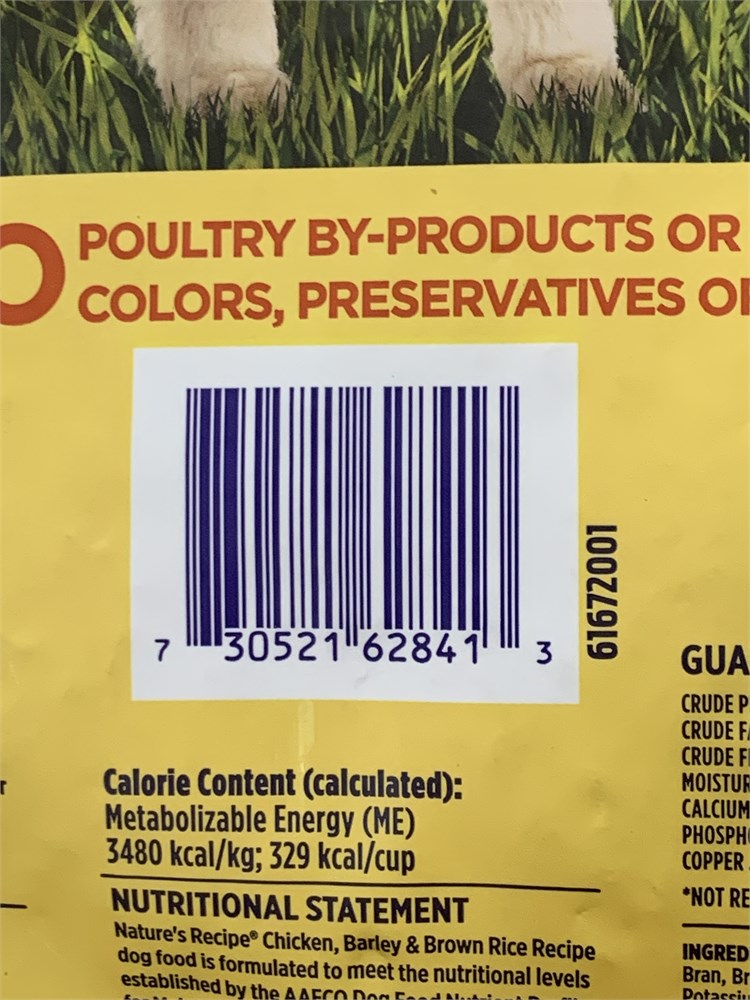 POULTRY BY-PRODUCTS OR
COLORS, PRESERVATIVES
7 30521 62841 3
61672001
Calorie Content (calculated):
Metabolizable Energy (ME)
3480 kcal/kg; 329 kcal/cup
NUTRITIONAL STATEMENT
Nature's Recipe® Chicken, Barley & Brown Rice Recipe
dog food is formulated to meet the nutritional levels
established by the AAFCO Dog Food
GUA
CRUDE P
CRUDE F
CRUDE F
MOISTUR
CALCIUM
PHOSPH
COPPER
*NOT RE
INGRED
Bran, Br
Potassi